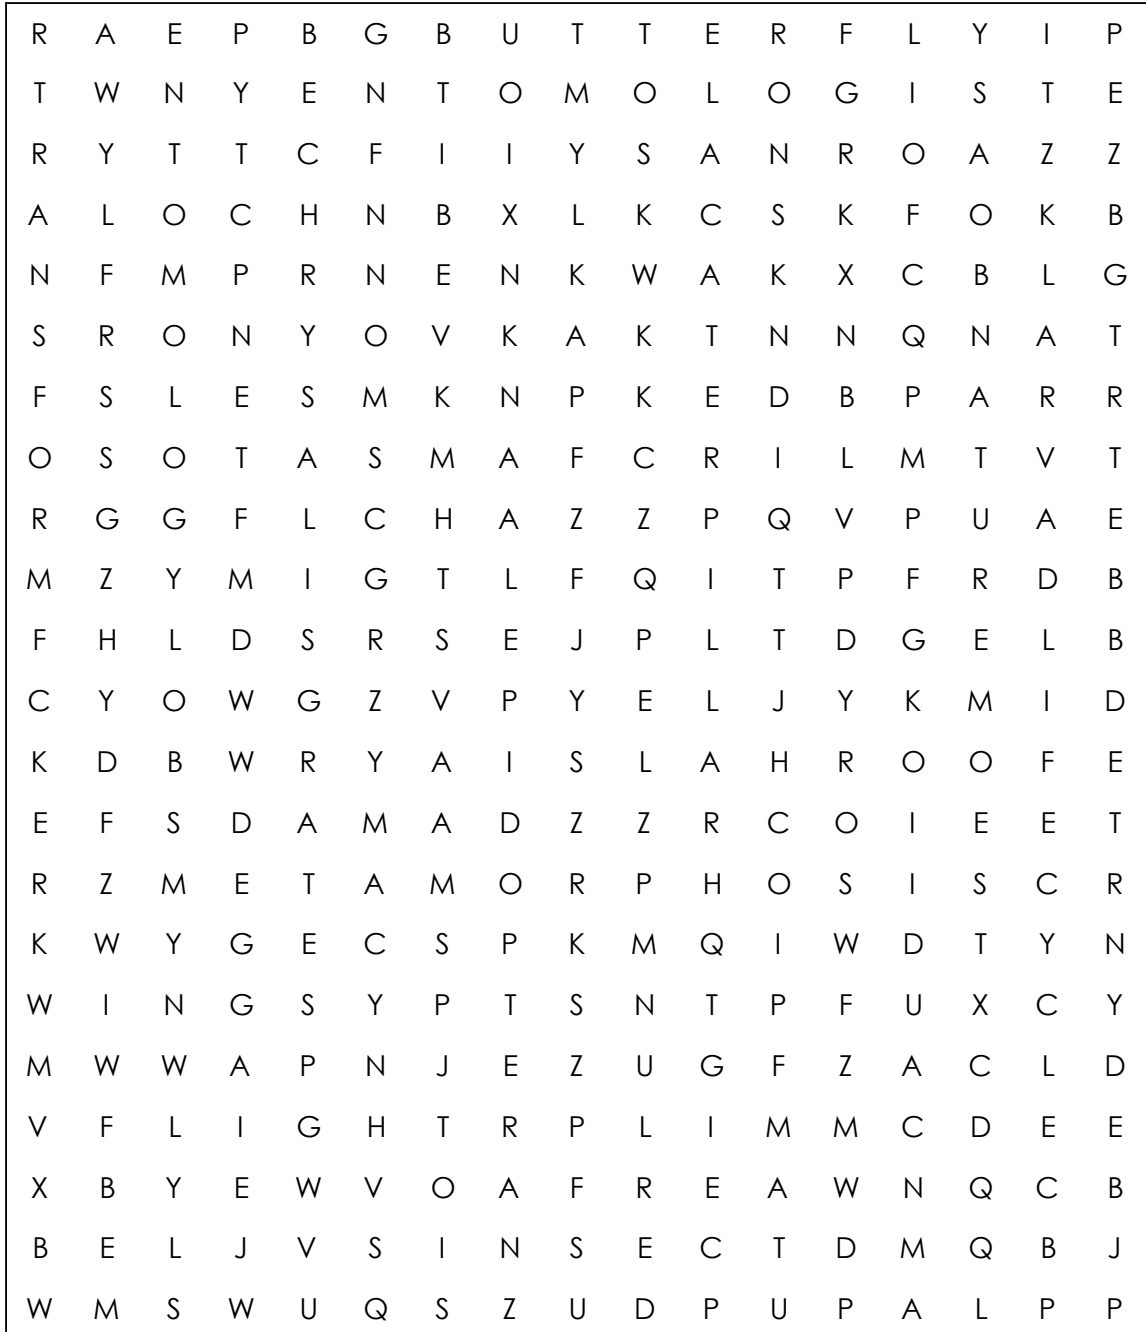 R A E P B G B U T T E R F L Y I P
T W N Y E N T O M O L O G I S T E
R Y T T C F I I Y S A N R O A Z Z
A L O C H N B X L K C S K F O K B
N F M P R N E N K W A K X C B L G
S R O N Y O V K A K T N N Q N A T
F S L E S M K N P K E D B P A R R
O S O T A S M A F C R I L M T V T
R G G F L C H A Z Z P Q V P U A E
M Z Y M I G T L F Q I T P F R D B
F H L D S R S E J P L T D G E L B
C Y O W G Z V P Y E L J Y K M I D
K D B W R Y A I S L A H R O O F E
E F S D A M A D Z Z R C O I E E T
R Z M E T A M O R P H O S I S C R
K W Y G E C S P K M Q I W D T Y N
W I N G S Y P T S N T P F U X C Y
M W W A P N J E Z U G F Z A C L D
V F L I G H T R P L I M M C D E E
X B Y E W V O A F R E A W N Q C B
B E L J V S I N S E C T D M Q B J
W M S W U Q S Z U D P U P A L P P